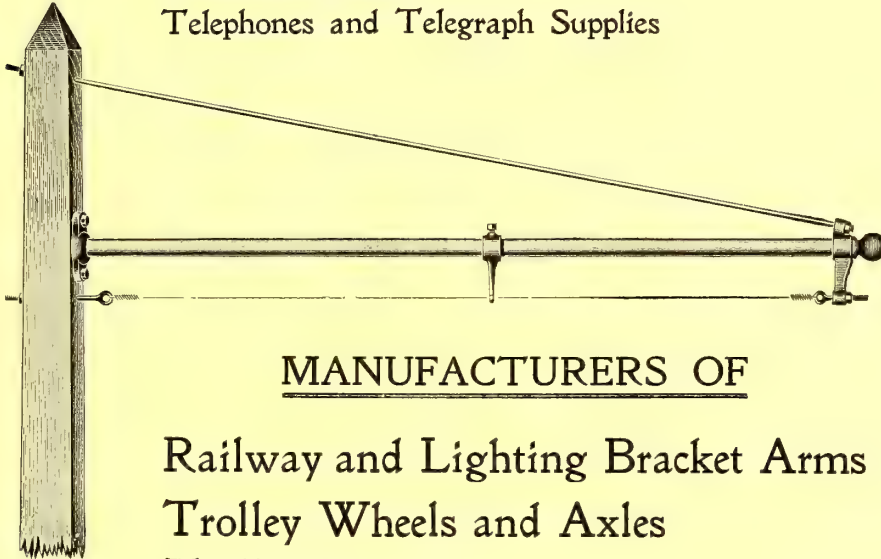 Telephones and Telegraph Supplies
MANUFACTURERS OF
Railway and Lighting Bracket Arms
Trolley Wheels and Axles